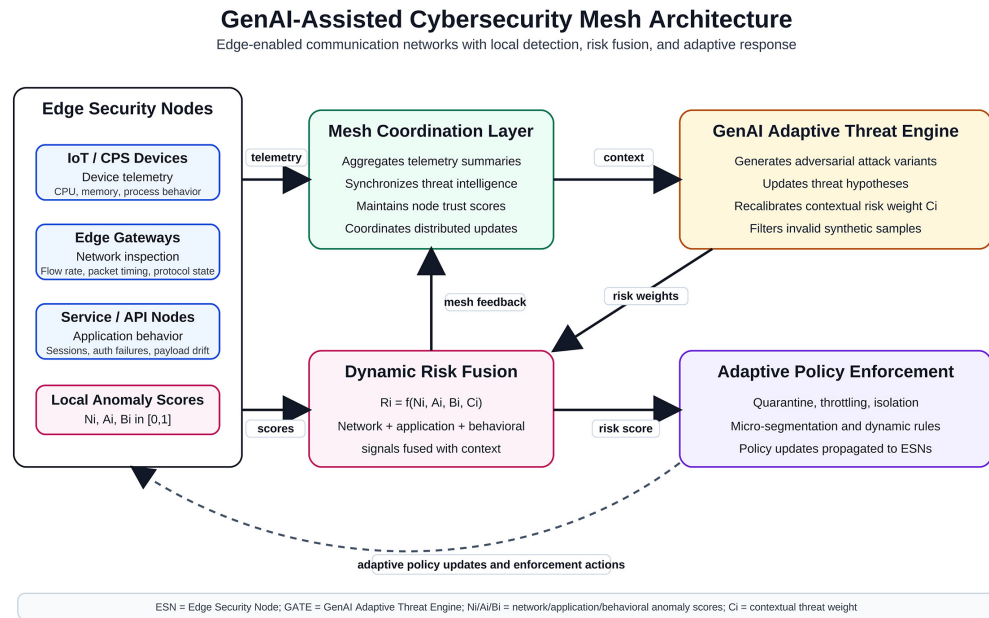 GenAI-Assisted Cybersecurity Mesh Architecture
Edge-enabled communication networks with local detection, risk fusion, and adaptive response
Edge Security Nodes
IoT / CPS Devices
Device telemetry
CPU, memory, process behavior
Edge Gateways
Network inspection
Flow rate, packet timing, protocol state
Service / API Nodes
Application behavior
Sessions, auth failures, payload drift
Local Anomaly Scores
Ni, Ai, Bi in [0,1]
telemetry
scores
Mesh Coordination Layer
Aggregates telemetry summaries
Synchronizes threat intelligence
Maintains node trust scores
Coordinates distributed updates
context
GenAI Adaptive Threat Engine
Generates adversarial attack variants
Updates threat hypotheses
Recalibrates contextual risk weight Ci
Filters invalid synthetic samples
mesh feedback
risk weights
Dynamic Risk Fusion
Ri = f(Ni, Ai, Bi, Ci)
Network + application + behavioral
signals fused with context
risk score
Adaptive Policy Enforcement
Quarantine, throttling, isolation
Micro-segmentation and dynamic rules
Policy updates propagated to ESNs
adaptive policy updates and enforcement actions
ESN = Edge Security Node; GATE = GenAI Adaptive Threat Engine; Ni/Ai/Bi = network/application/behavioral anomaly scores; Ci = contextual threat weight